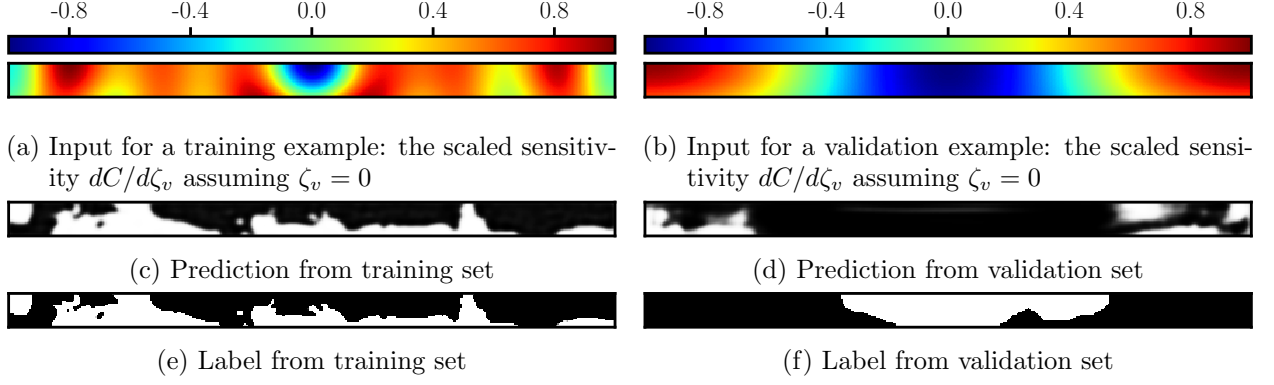 -0.8 -0.4 0.0 0.4 0.8
-0.8 -0.4 0.0 0.4 0.8
(a) Input for a training example: the scaled sensitiv-
ity dC/dζ_v assuming ζ_v = 0
(b) Input for a validation example: the scaled sensi-
tivity dC/dζ_v assuming ζ_v = 0
(c) Prediction from training set
(d) Prediction from validation set
(e) Label from training set
(f) Label from validation set